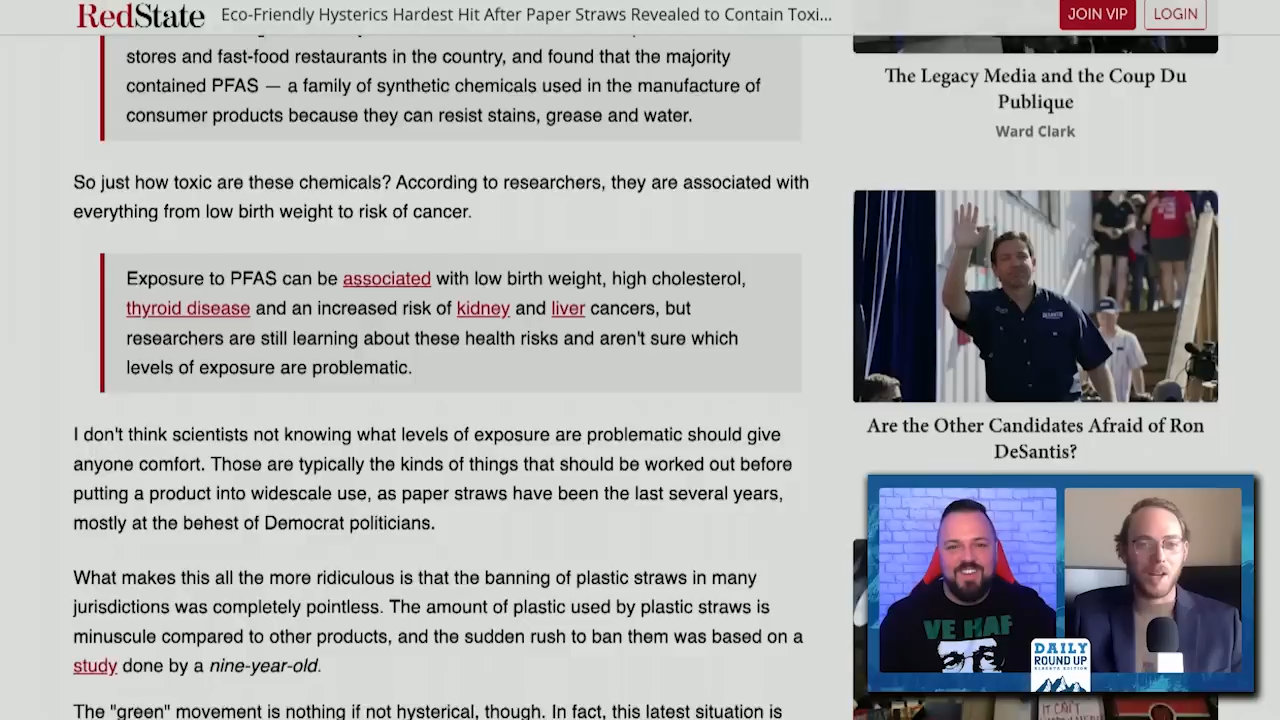 RedState
Eco-Friendly Hysterics Hardest Hit After Paper Straws Revealed to Contain Toxi...
JOIN VIP
LOGIN
stores and fast-food restaurants in the country, and found that the majority
contained PFAS — a family of synthetic chemicals used in the manufacture of
consumer products because they can resist stains, grease and water.
So just how toxic are these chemicals? According to researchers, they are associated with
everything from low birth weight to risk of cancer.
Exposure to PFAS can be associated with low birth weight, high cholesterol,
thyroid disease and an increased risk of kidney and liver cancers, but
researchers are still learning about these health risks and aren't sure which
levels of exposure are problematic.
I don't think scientists not knowing what levels of exposure are problematic should give
anyone comfort. Those are typically the kinds of things that should be worked out before
putting a product into widescale use, as paper straws have been the last several years,
mostly at the behest of Democrat politicians.
What makes this all the more ridiculous is that the banning of plastic straws in many
jurisdictions was completely pointless. The amount of plastic used by plastic straws is
minuscule compared to other products, and the sudden rush to ban them was based on a
study done by a nine-year-old.
The "green" movement is nothing if not hysterical, though. In fact, this latest situation is
The Legacy Media and the Coup Du
Publique
Ward Clark
Are the Other Candidates Afraid of Ron
DeSantis?
VE HAF
DAILY
ROUND UP
ALBERTA EDITION
IT CAN'T